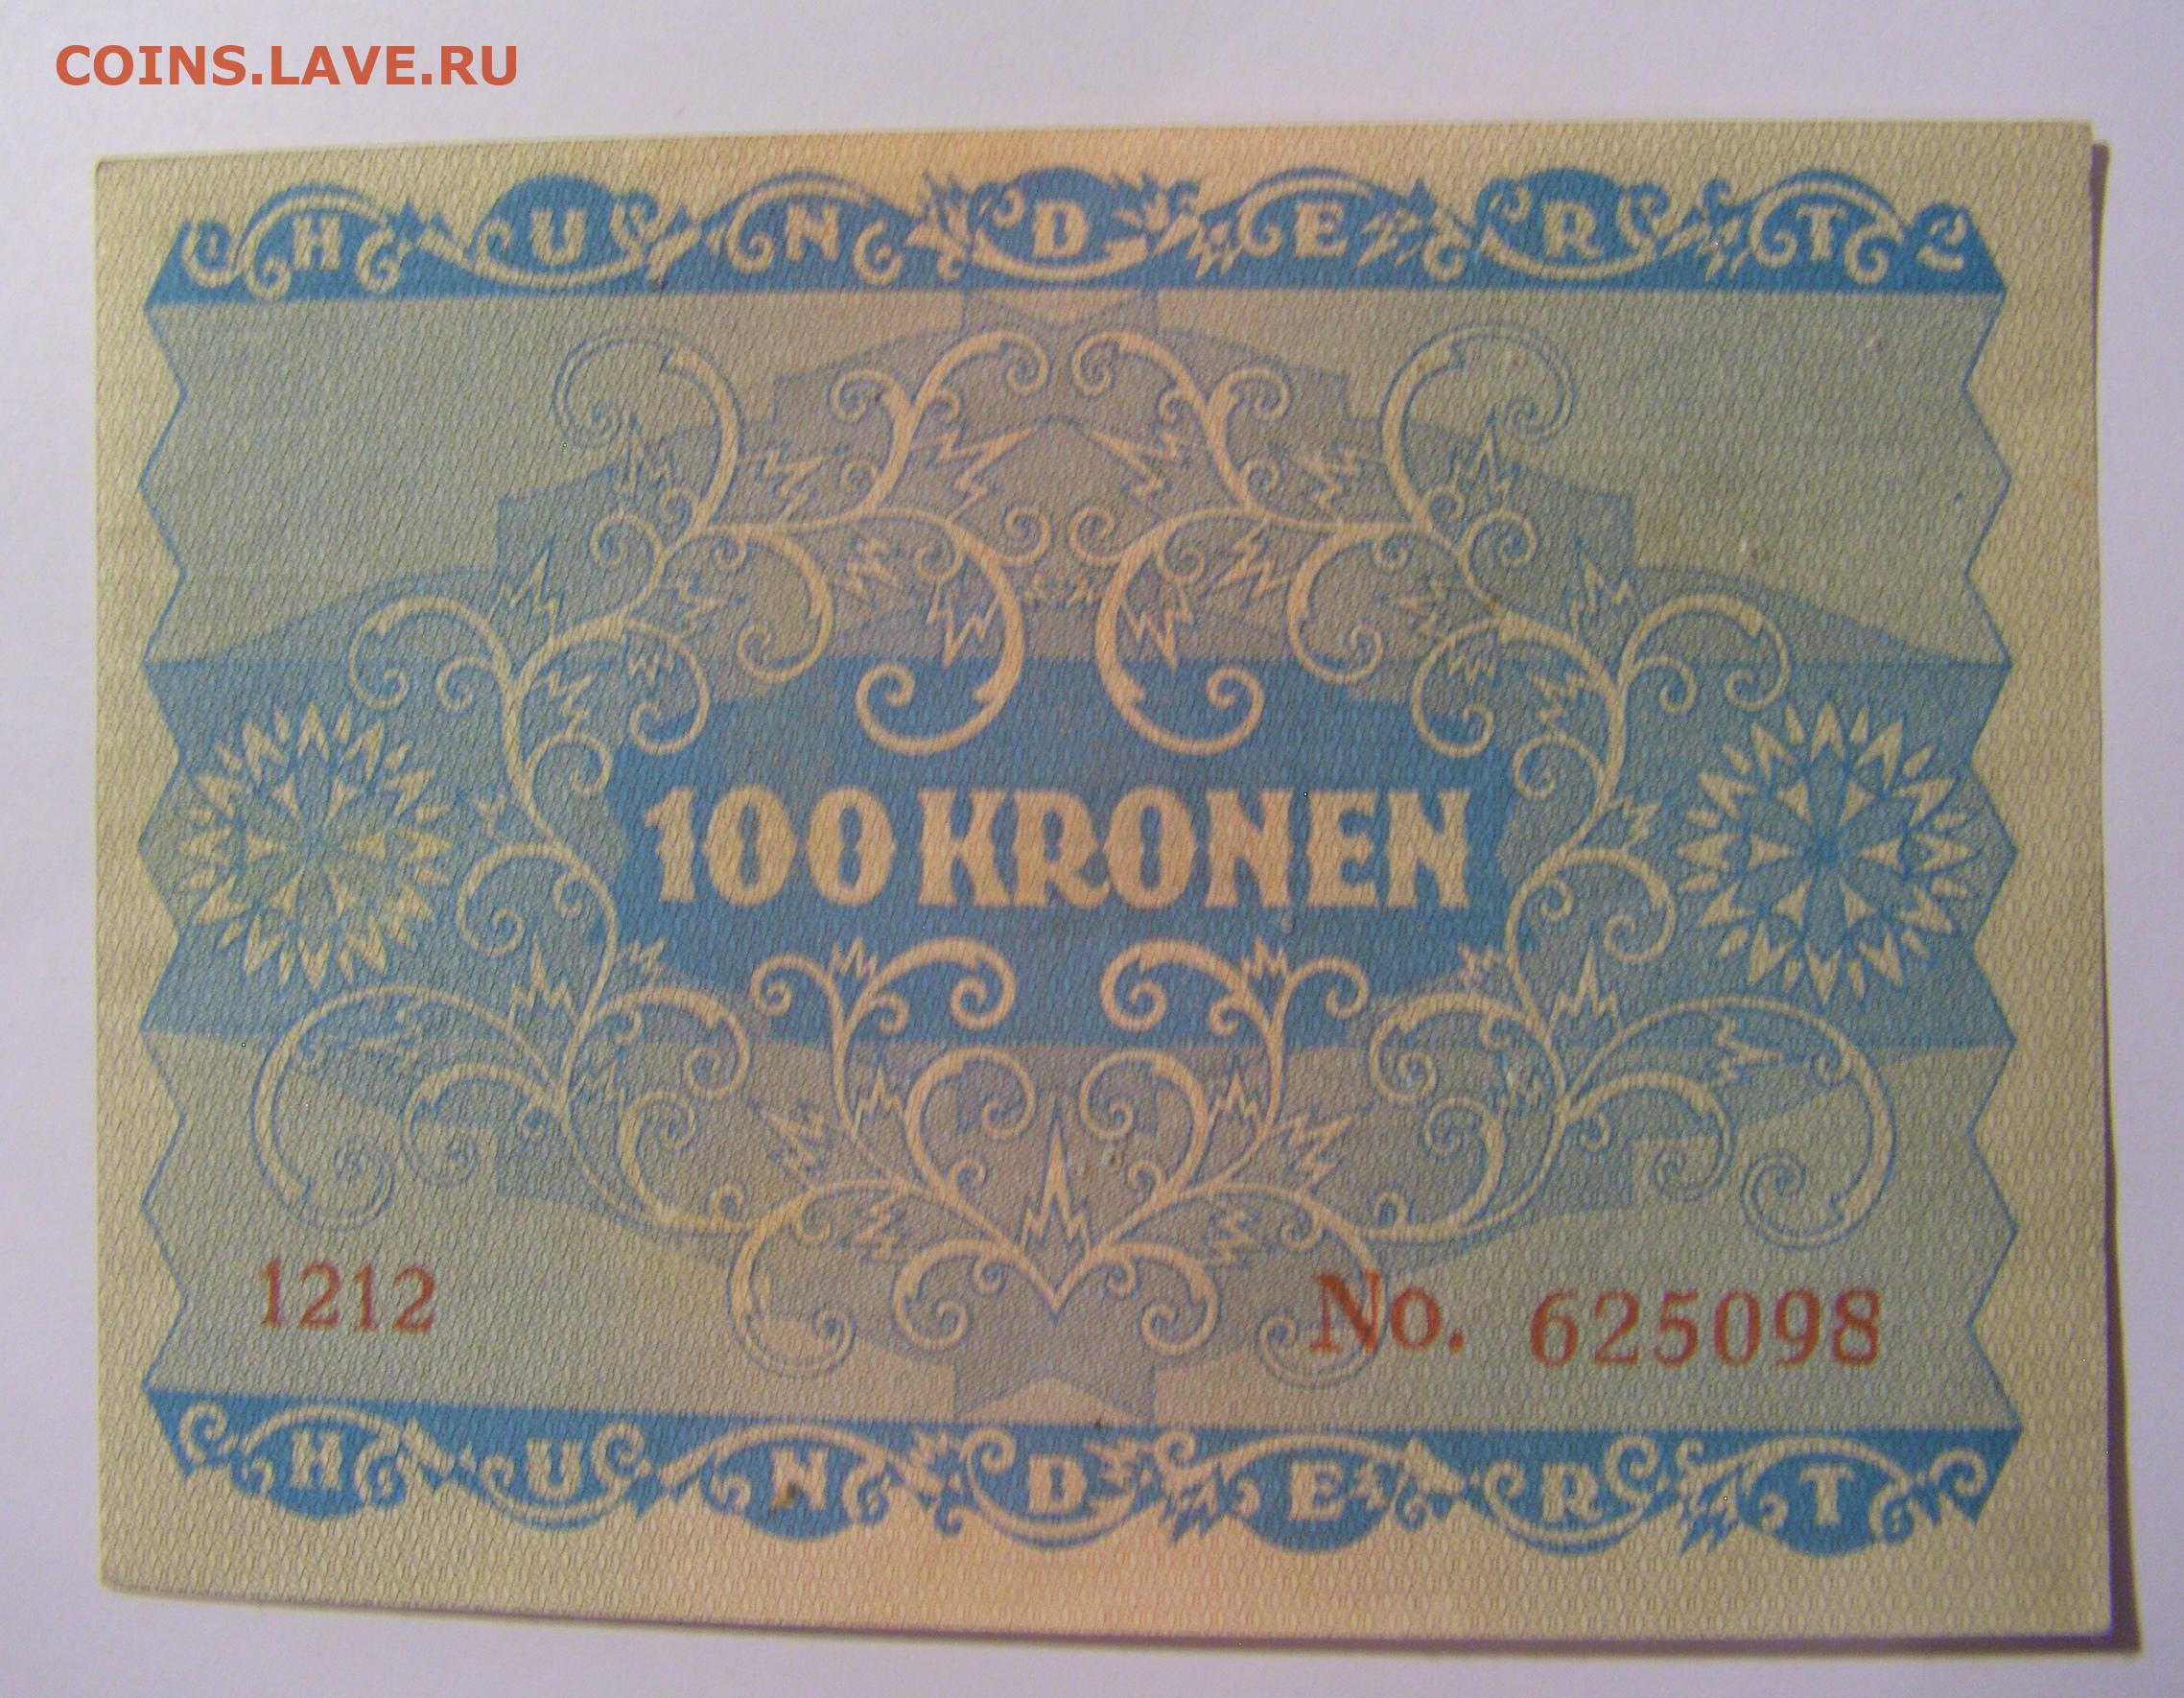 COINS.LAVE.RU
HUNDERT
100 KRONEN
1212 No. 625098
HUNDERT